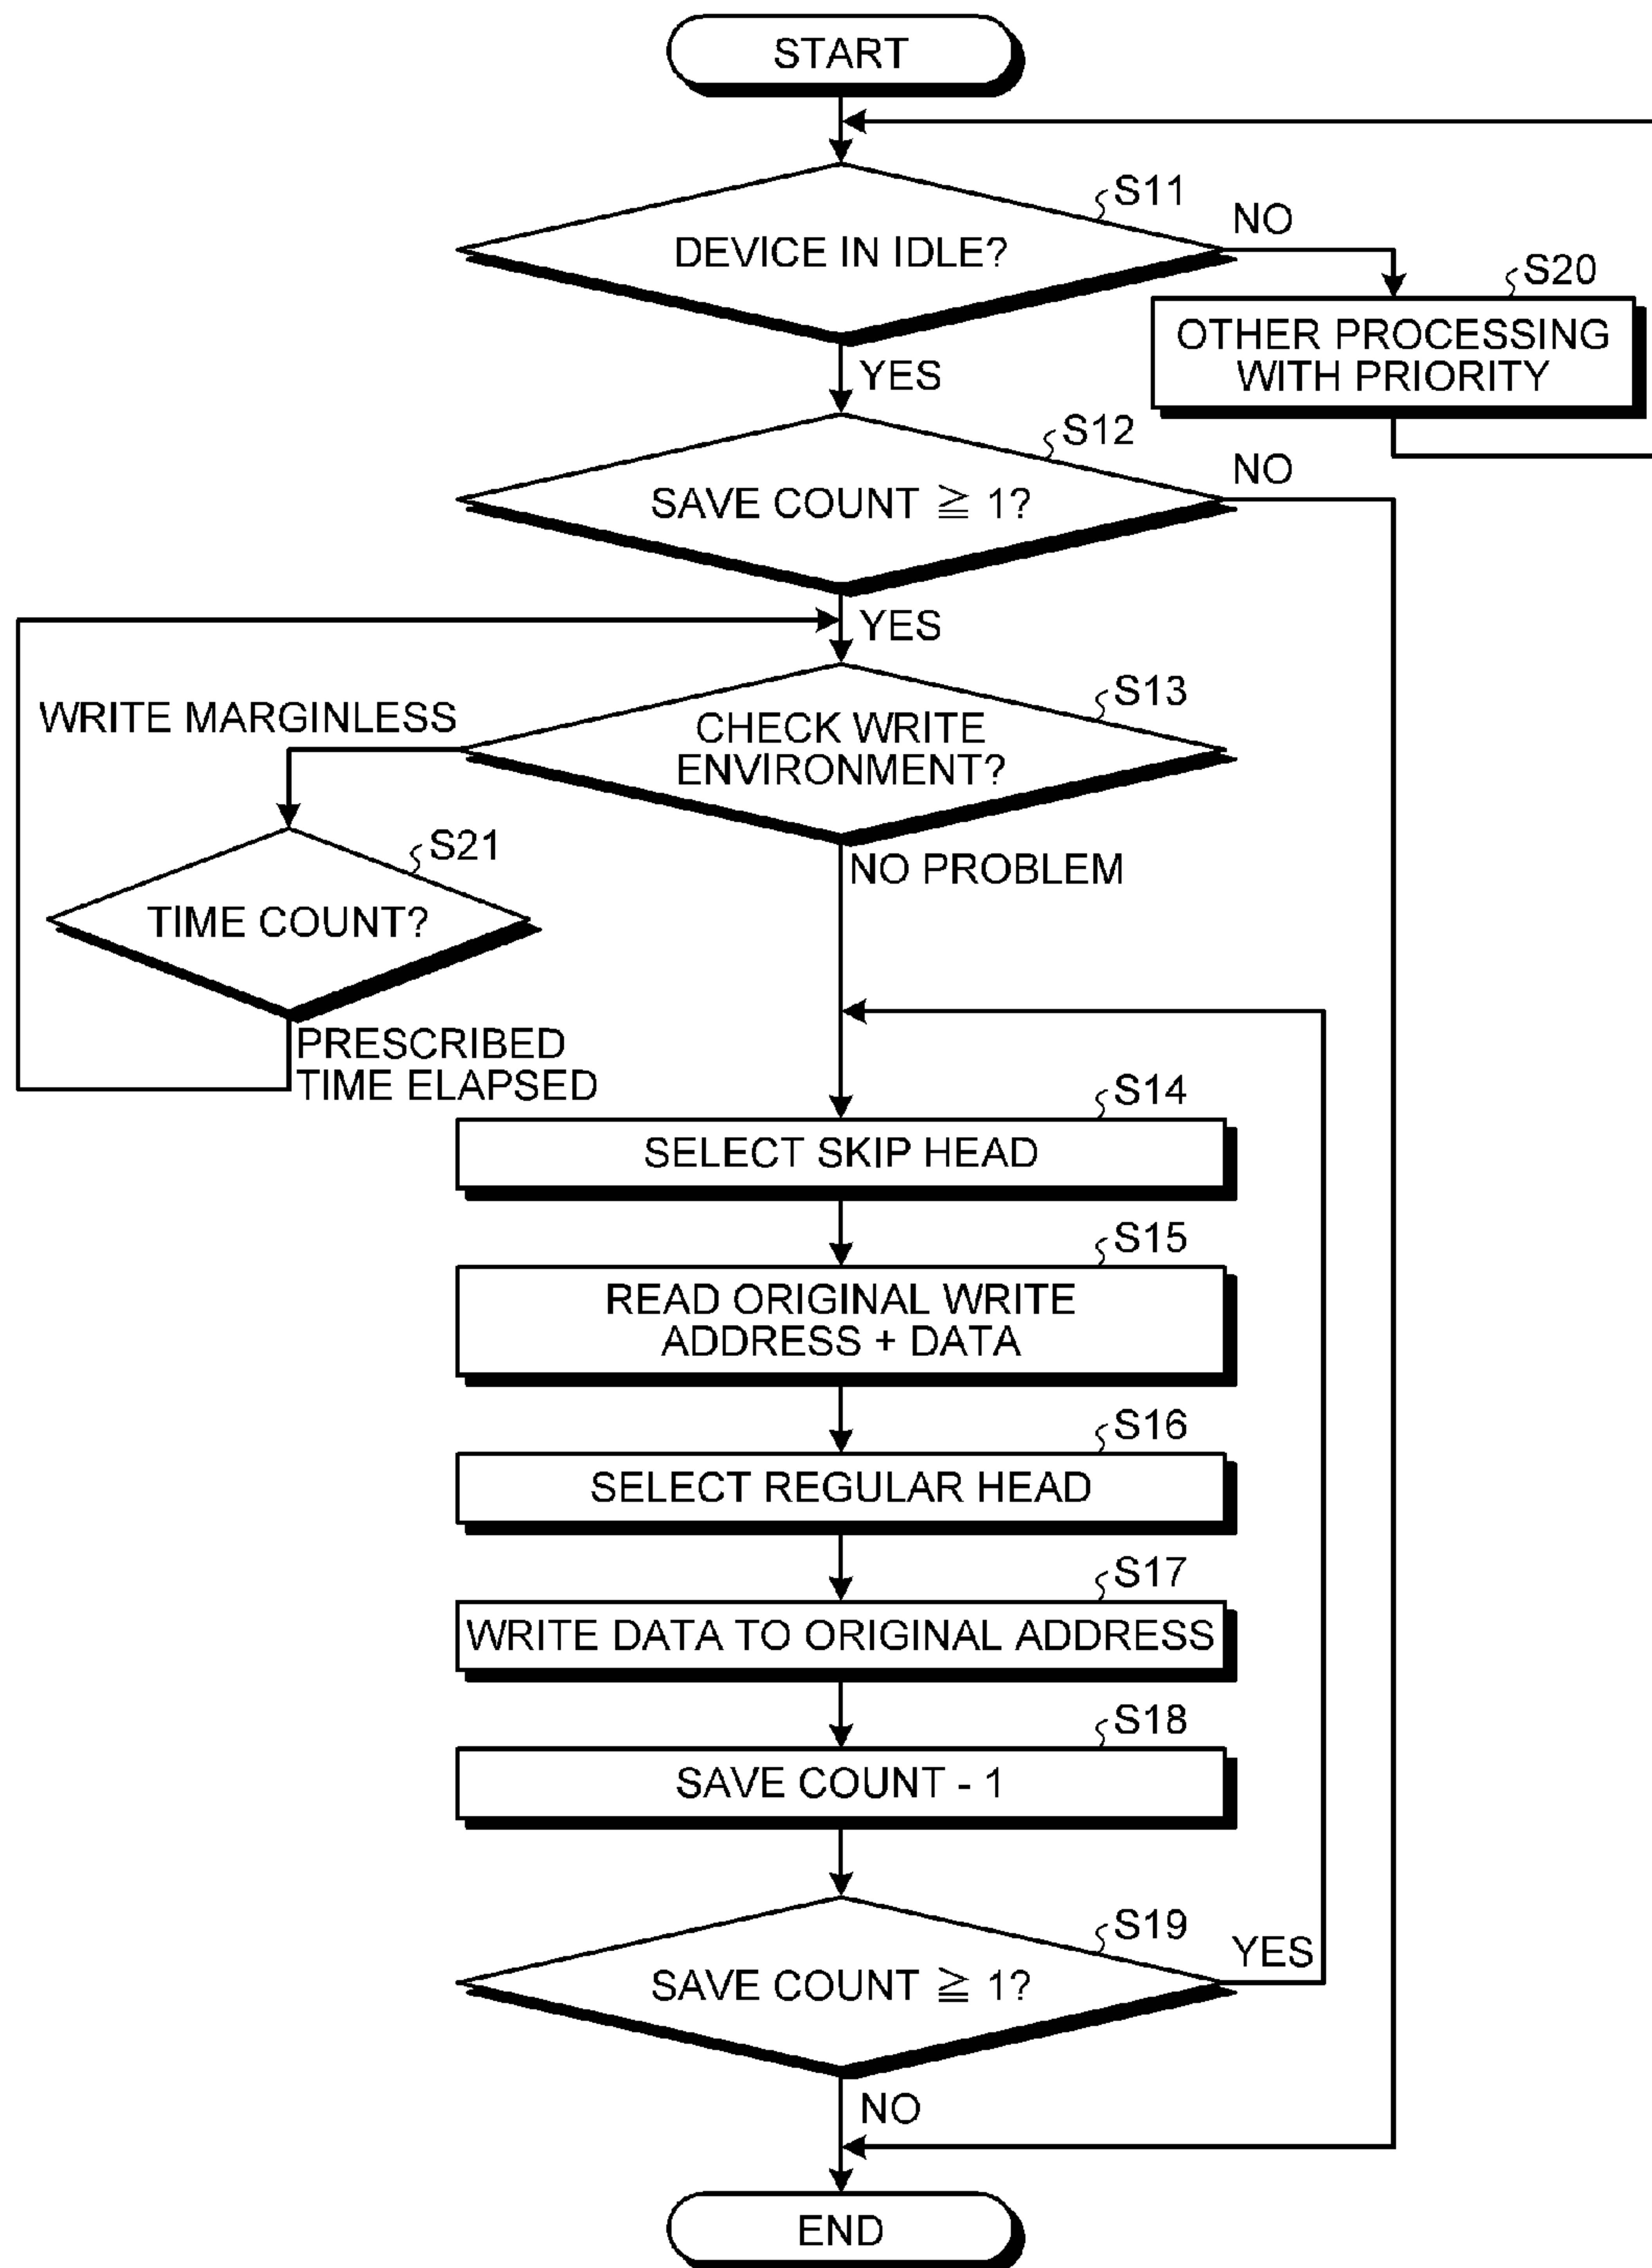 START
S11
DEVICE IN IDLE?
NO
S20
OTHER PROCESSING
WITH PRIORITY
YES
S12
SAVE COUNT ≧ 1?
NO
YES
S13
CHECK WRITE
ENVIRONMENT?
WRITE MARGINLESS
S21
TIME COUNT?
PRESCRIBED
TIME ELAPSED
NO PROBLEM
S14
SELECT SKIP HEAD
S15
READ ORIGINAL WRITE
ADDRESS + DATA
S16
SELECT REGULAR HEAD
S17
WRITE DATA TO ORIGINAL ADDRESS
S18
SAVE COUNT - 1
S19
SAVE COUNT ≧ 1?
YES
NO
END